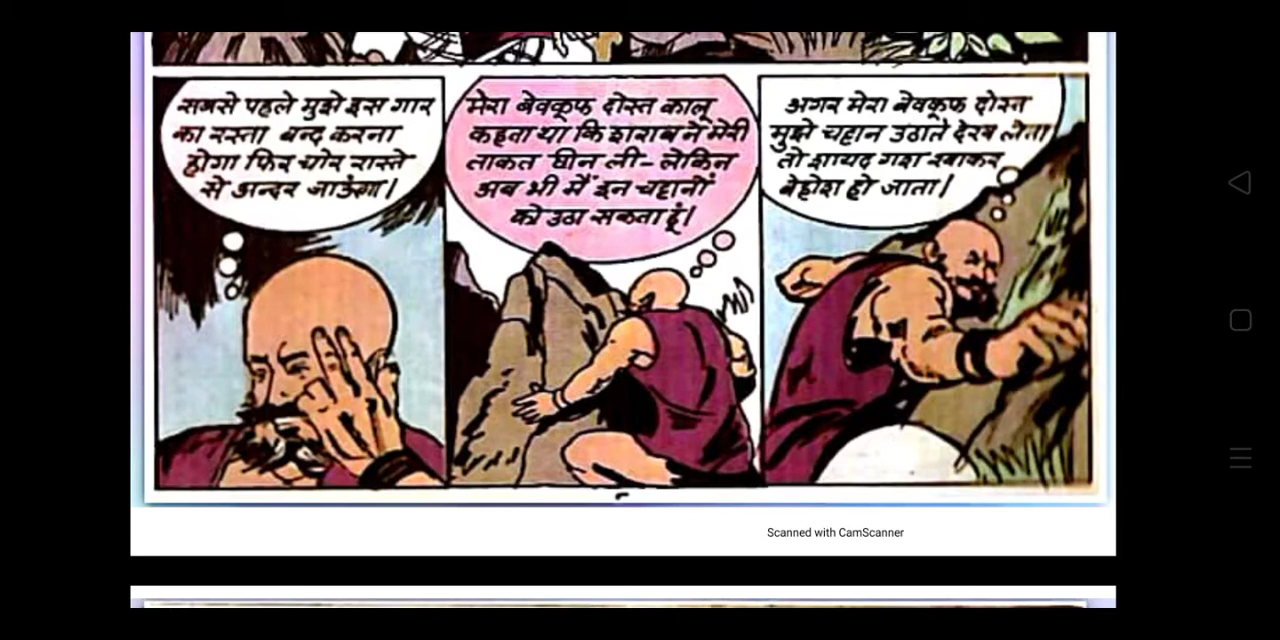 सबसे पहले मुझे इस गार
का रस्ता बन्द करना
होगा फिर चोर रास्ते
से अन्दर जाऊंगा।
मेरा बेवकूफ दोस्त कालू
कहता था कि शराब ने मेरी
ताकत छीन ली- लेकिन
अब भी मैं इन चट्टानों
को उठा सकता हूं।
अगर मेरा बेवकूफ दोस्त
मुझे चट्टान उठाते देख लेता
तो शायद गश खाकर
बेहोश हो जाता।
Scanned with CamScanner